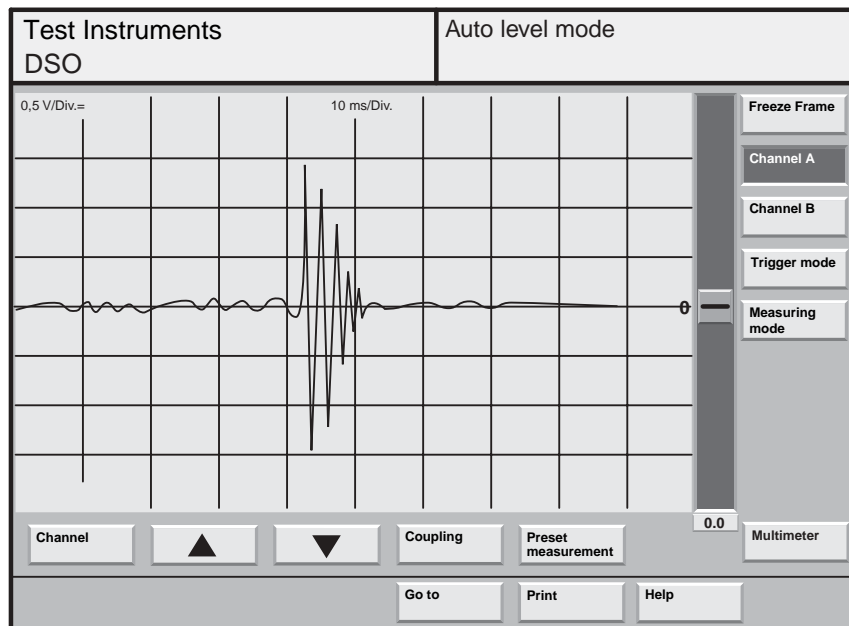 Test Instruments
DSO
Auto level mode
0,5 V/Div.=
10 ms/Div.
Freeze Frame
Channel A
Channel B
Trigger mode
0
Measuring
mode
0.0
Channel
Coupling
Preset
measurement
Multimeter
Go to
Print
Help